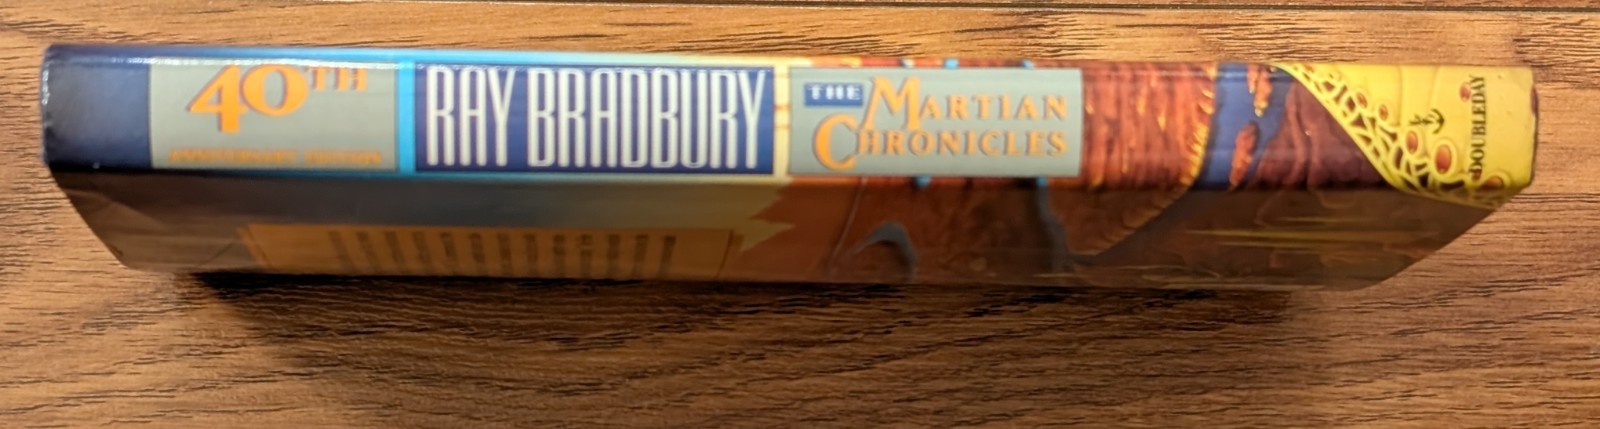 40TH
ANNIVERSARY EDITION
RAY BRADBURY
THE MARTIAN
CHRONICLES
DOUBLEDAY